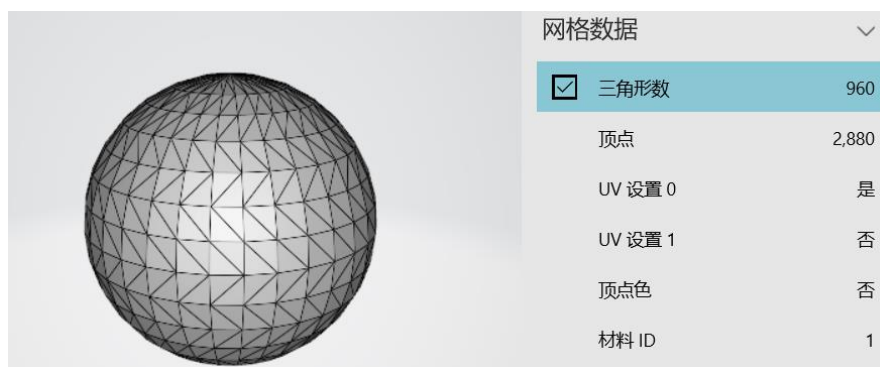 网格数据
三角形数 960
顶点 2,880
UV 设置 0 是
UV 设置 1 否
顶点色 否
材料 ID 1